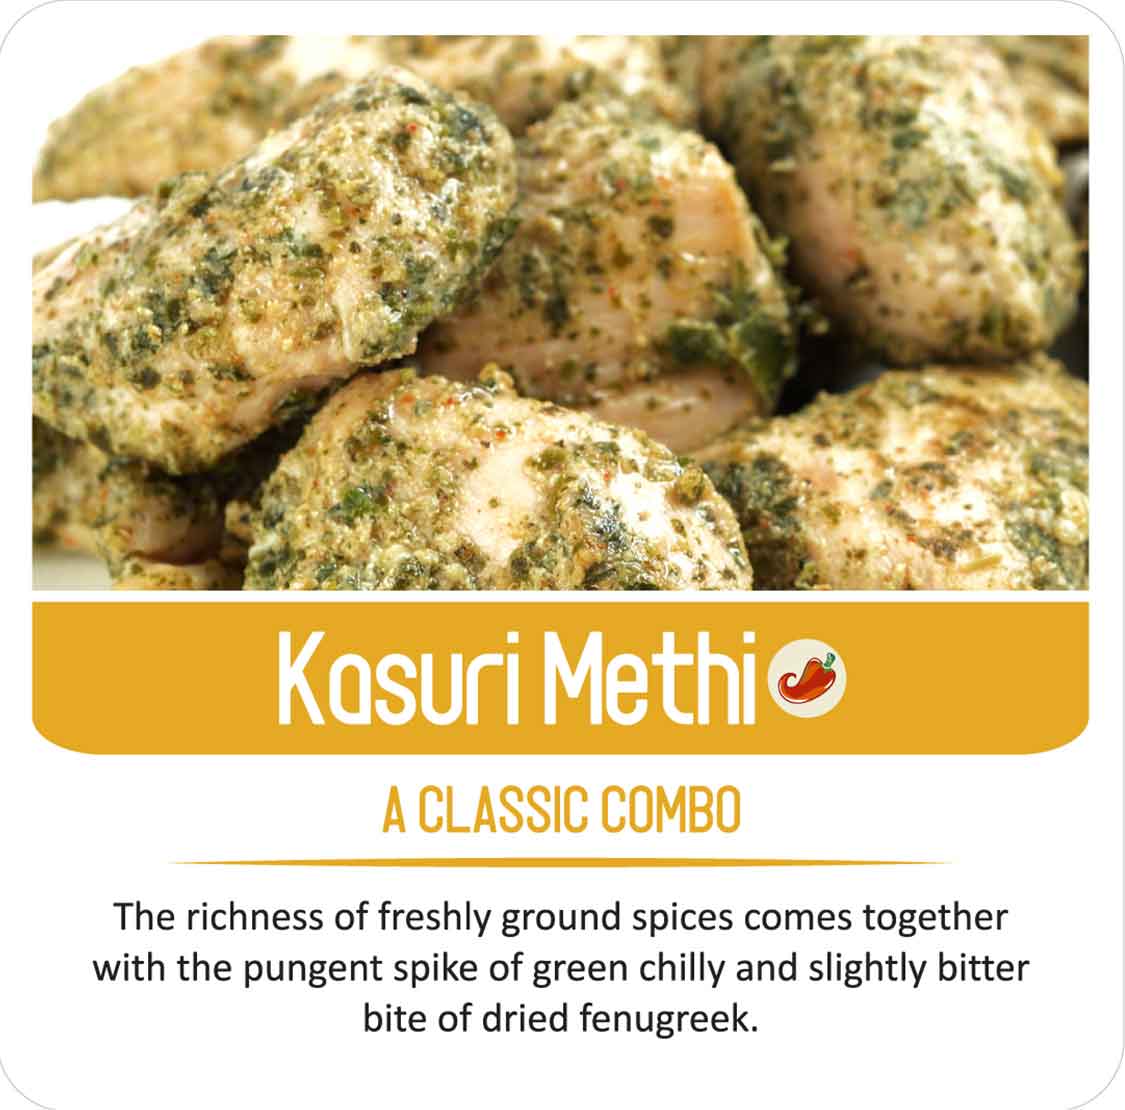 Kasuri Methi
A CLASSIC COMBO
The richness of freshly ground spices comes together
with the pungent spike of green chilly and slightly bitter
bite of dried fenugreek.